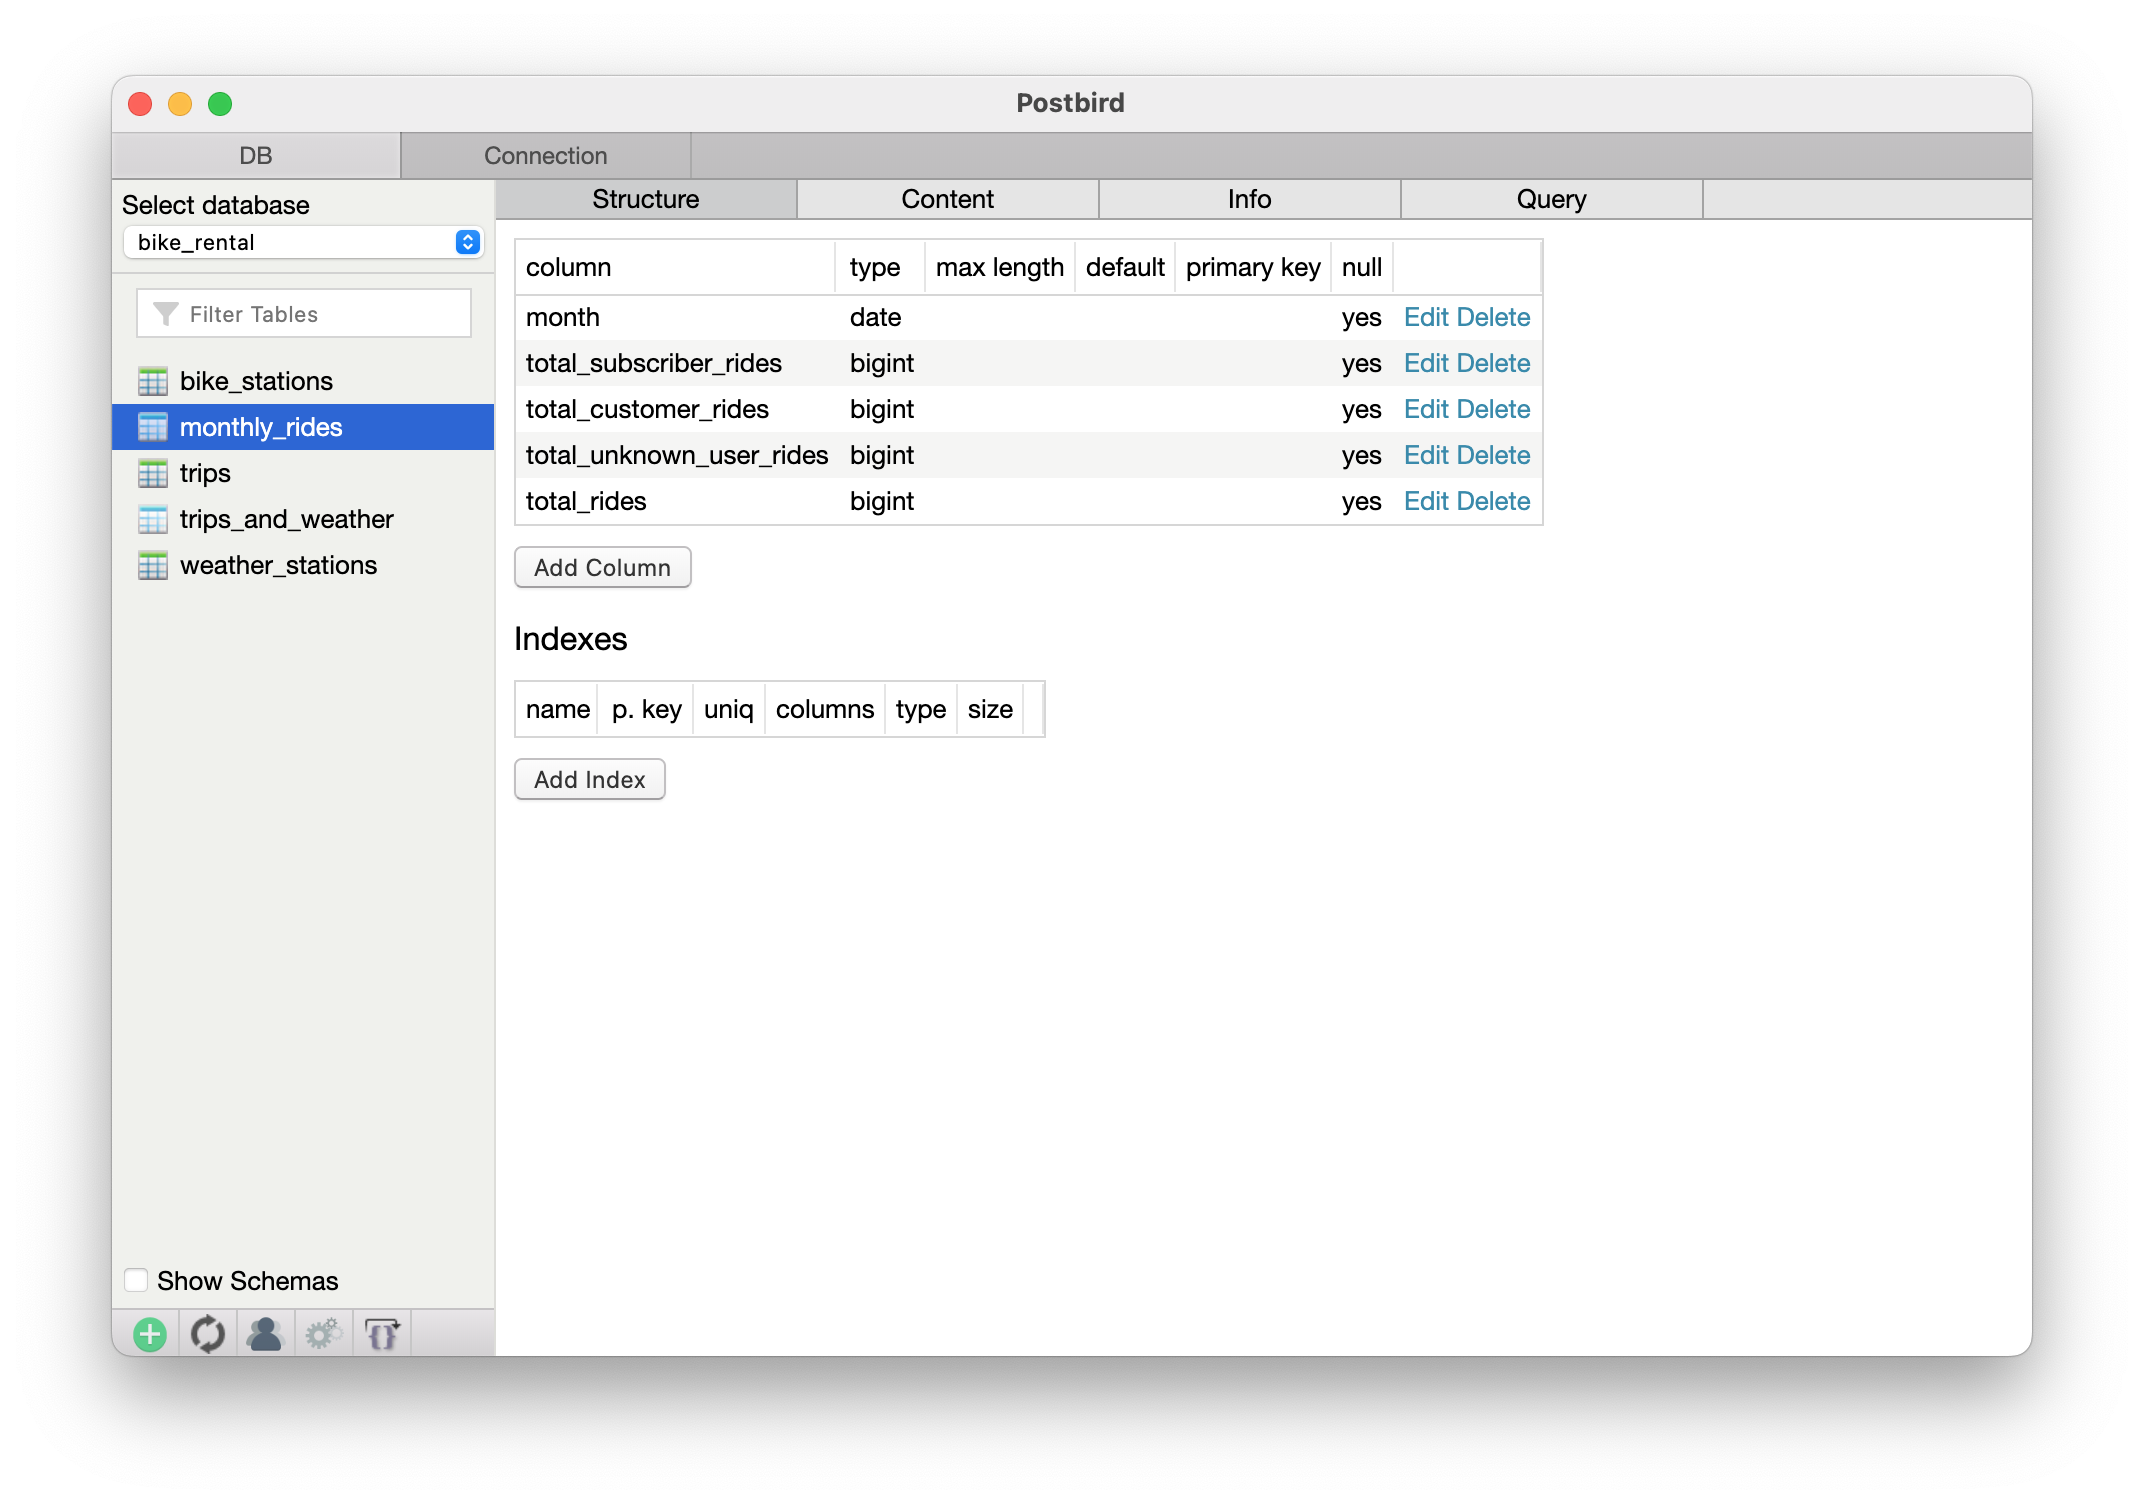 Postbird
DB Connection
Select database
bike_rental
Filter Tables
bike_stations
monthly_rides
trips
trips_and_weather
weather_stations
Show Schemas
Structure Content Info Query
column type max length default primary key null
month date yes Edit Delete
total_subscriber_rides bigint yes Edit Delete
total_customer_rides bigint yes Edit Delete
total_unknown_user_rides bigint yes Edit Delete
total_rides bigint yes Edit Delete
Add Column
Indexes
name p. key uniq columns type size
Add Index